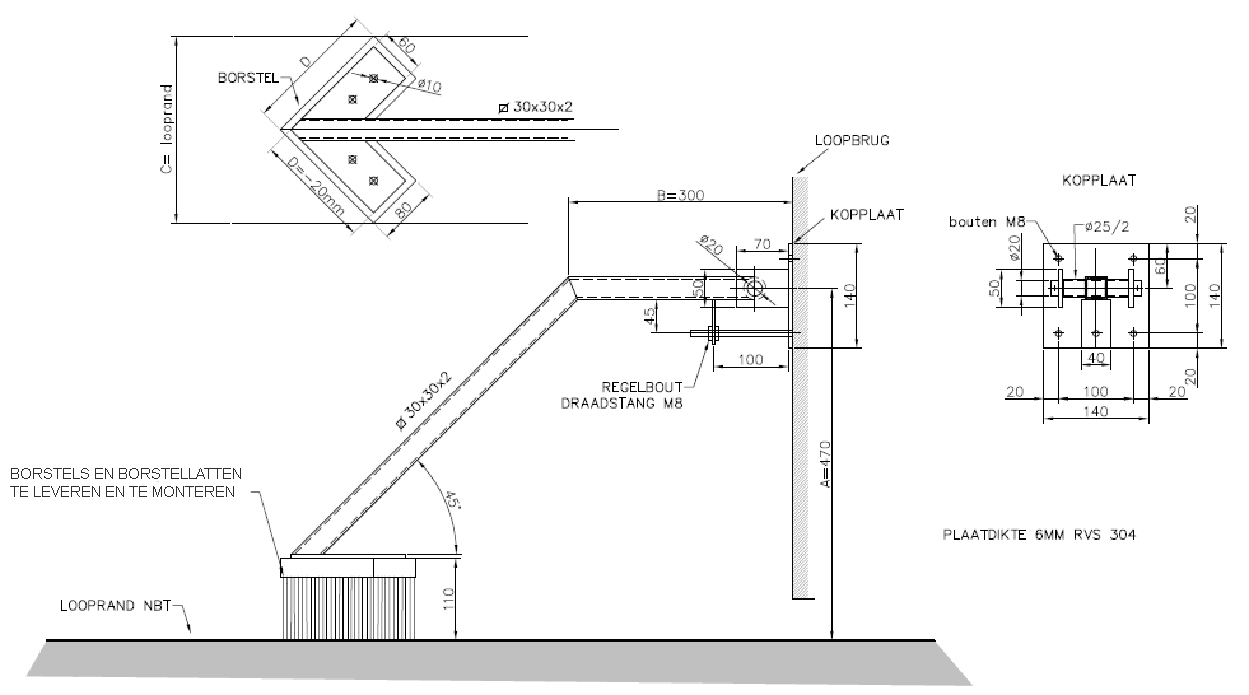 D
60
BORSTEL
Ø10
30x30x2
C= looprand
D=-20mm
80
LOOPBRUG
B=300
KOPPLAAT
Ø20
70
50
45
140
100
REGELBOUT
DRAADSTANG M8
30x30x2
45°
BORSTELS EN BORSTELLATTEN
TE LEVEREN EN TE MONTEREN
110
A=470
LOOPRAND NBT
KOPPLAAT
bouten M8
Ø25/2
Ø20
50
60
20
100
140
20
40
20
100
20
140
PLAATDIKTE 6MM RVS 304